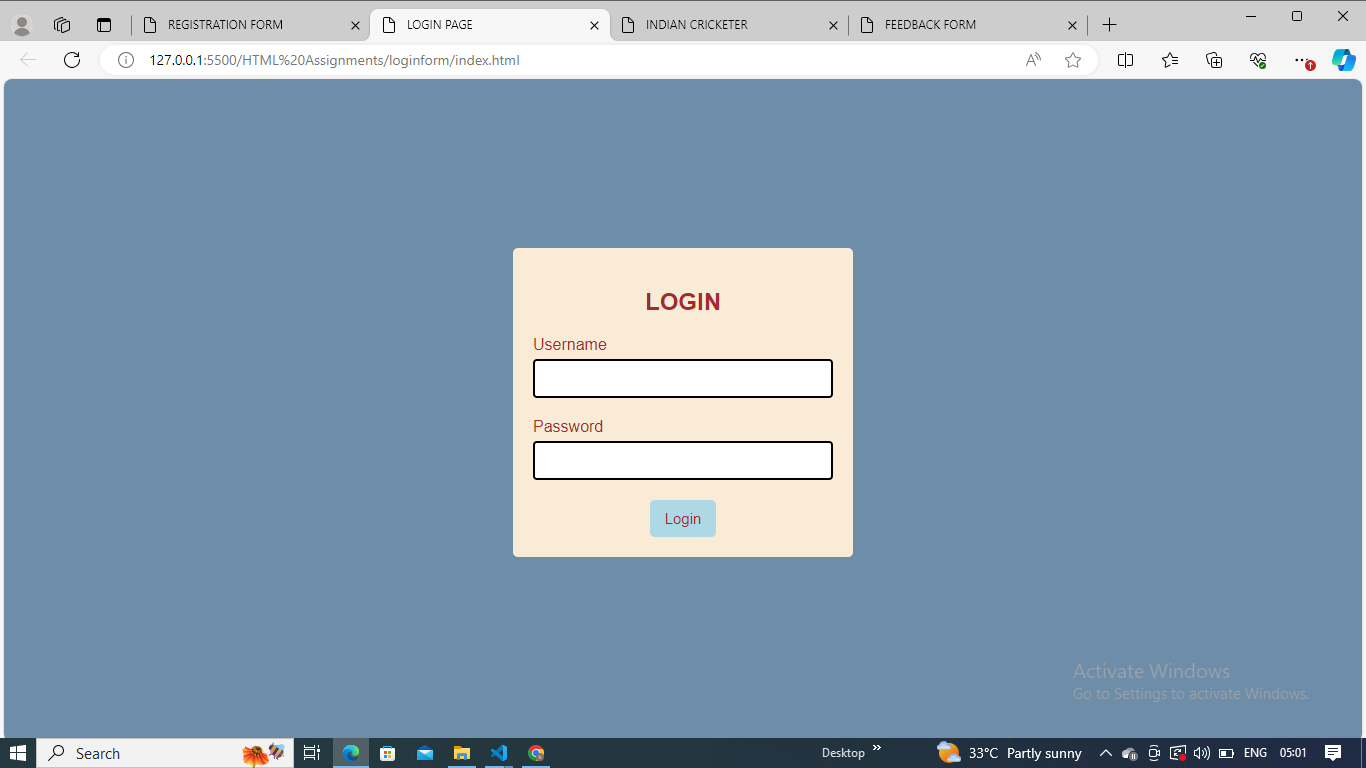 REGISTRATION FORM
LOGIN PAGE
INDIAN CRICKETER
FEEDBACK FORM
127.0.0.1:5500/HTML%20Assignments/loginform/index.html
LOGIN
Username
Password
Login
Activate Windows
Go to Settings to activate Windows.
Search
Desktop
33°C Partly sunny
ENG
05:01